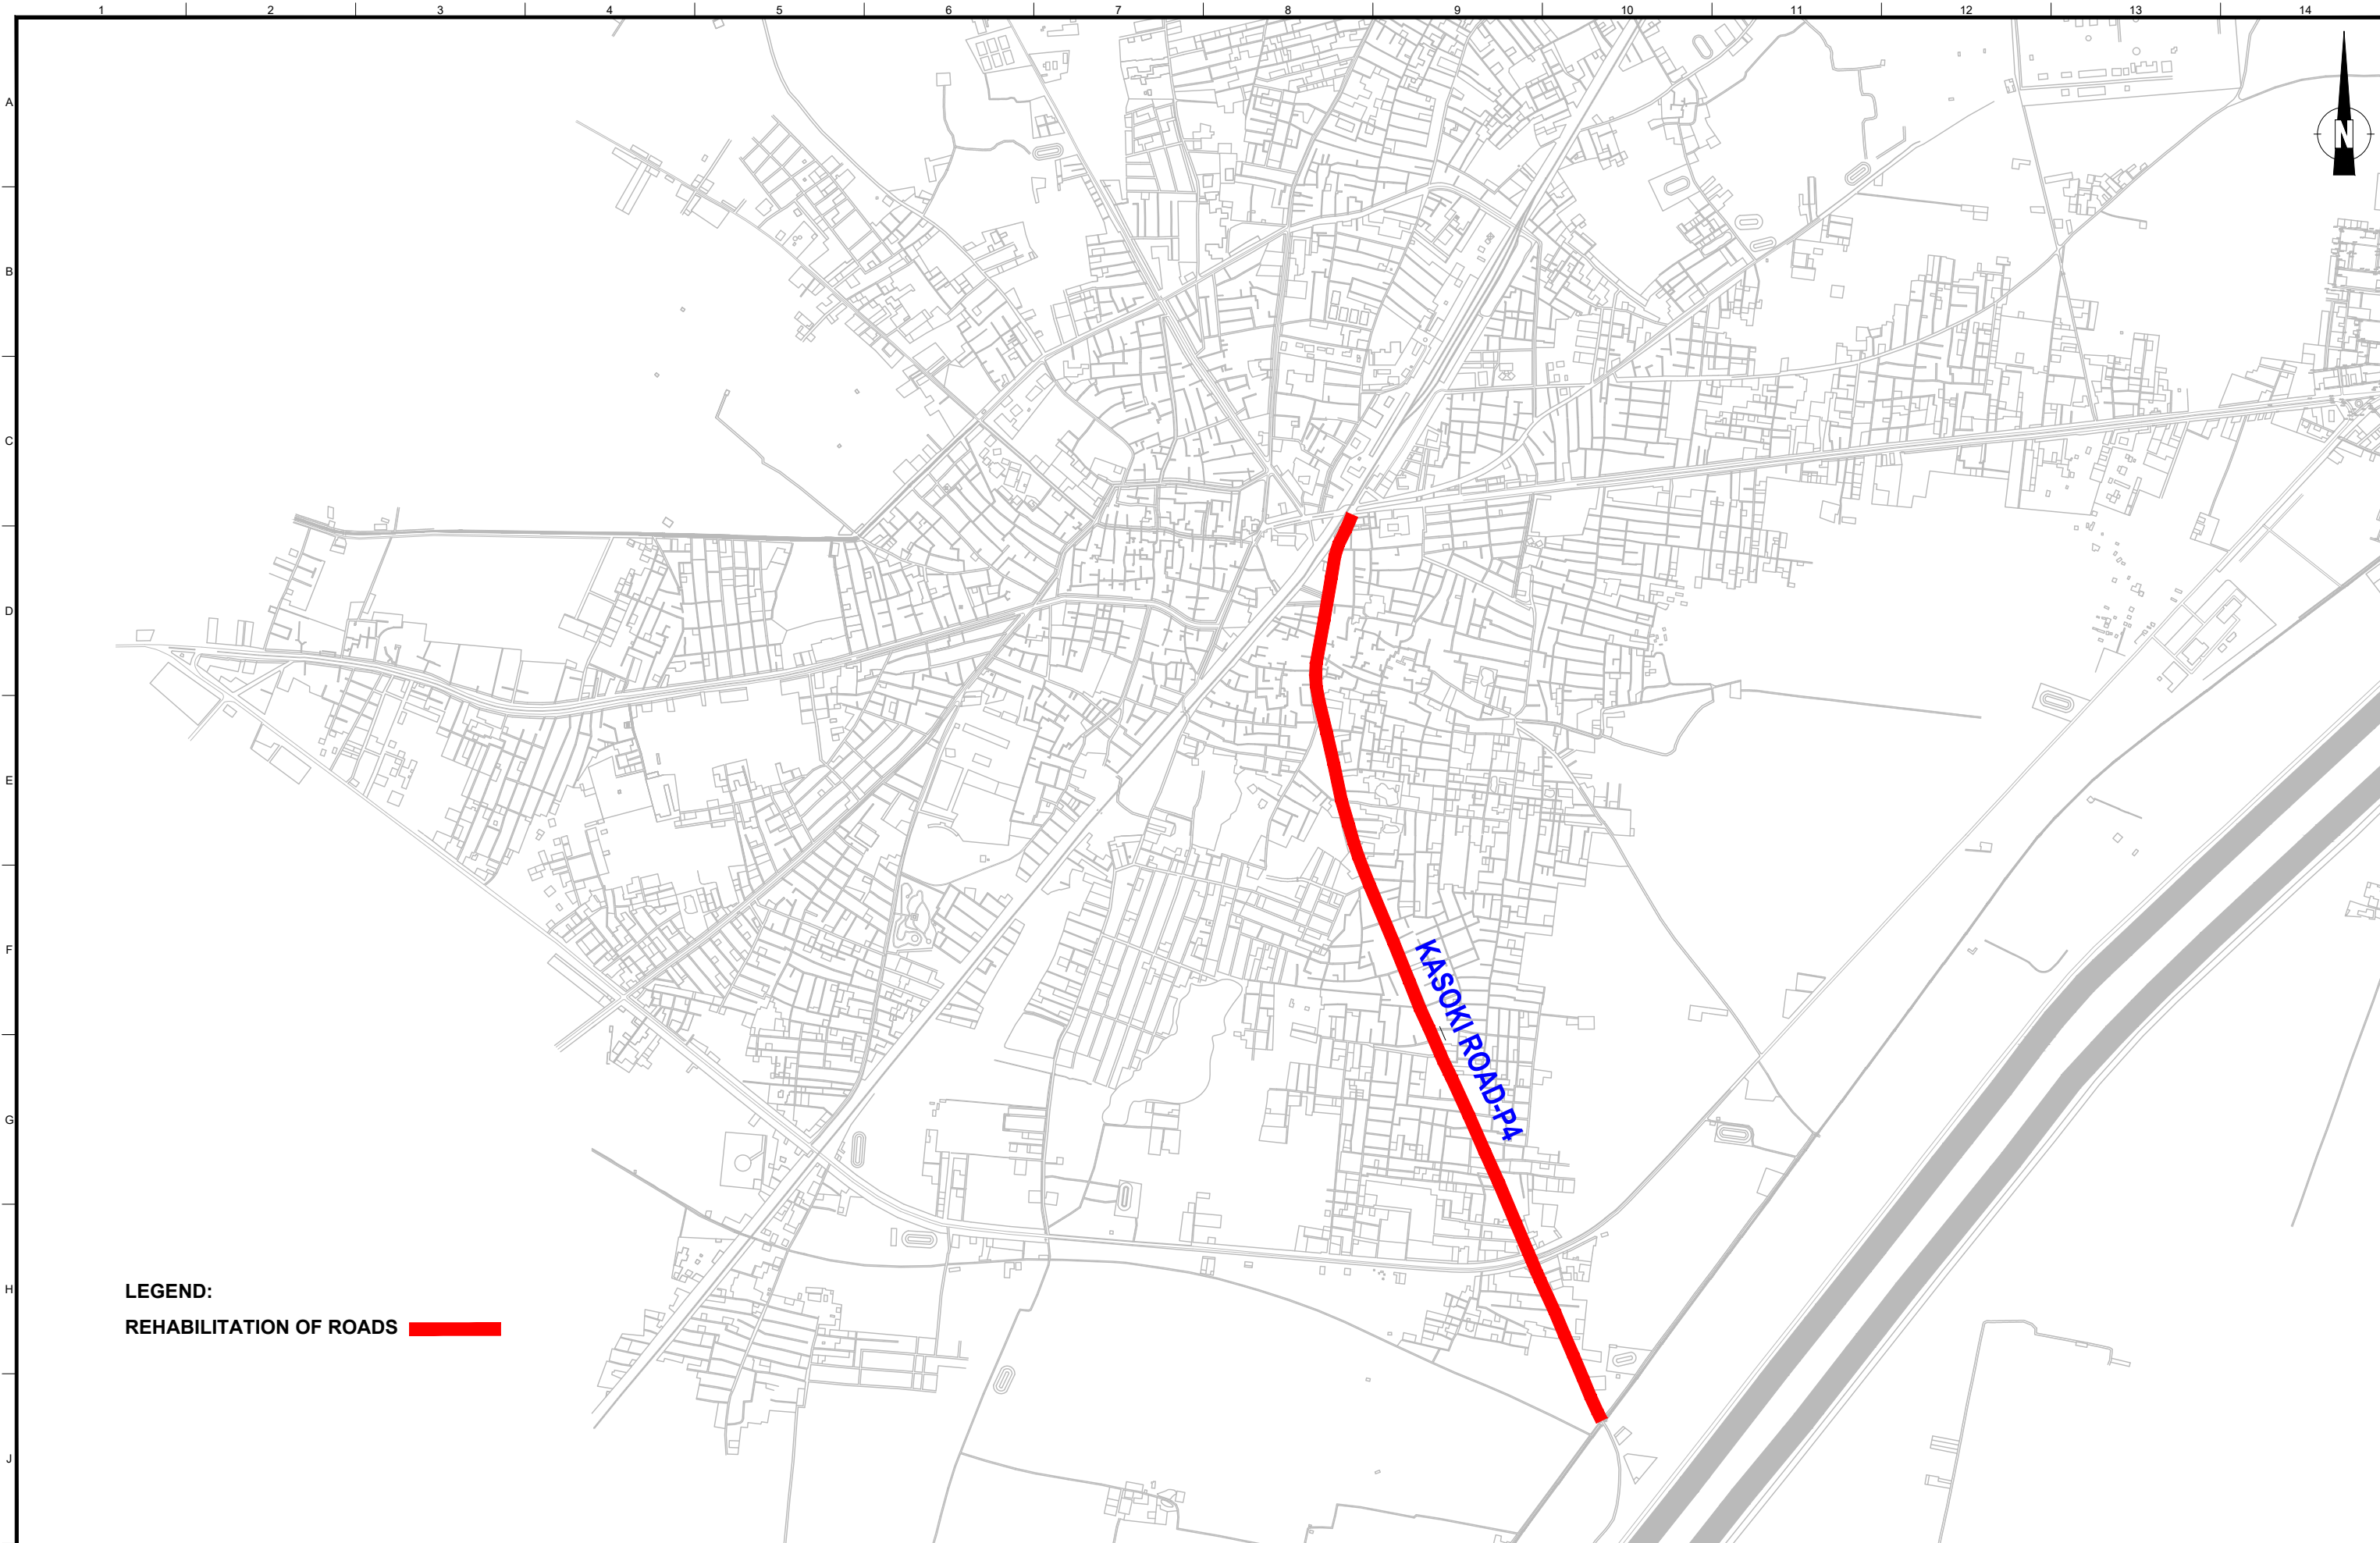 1 2 3 4 5 6 7 8 9 10 11 12 13 14
A
N
B
C
D
E
F
KASOKI ROAD-P4
G
H
LEGEND:
REHABILITATION OF ROADS
J